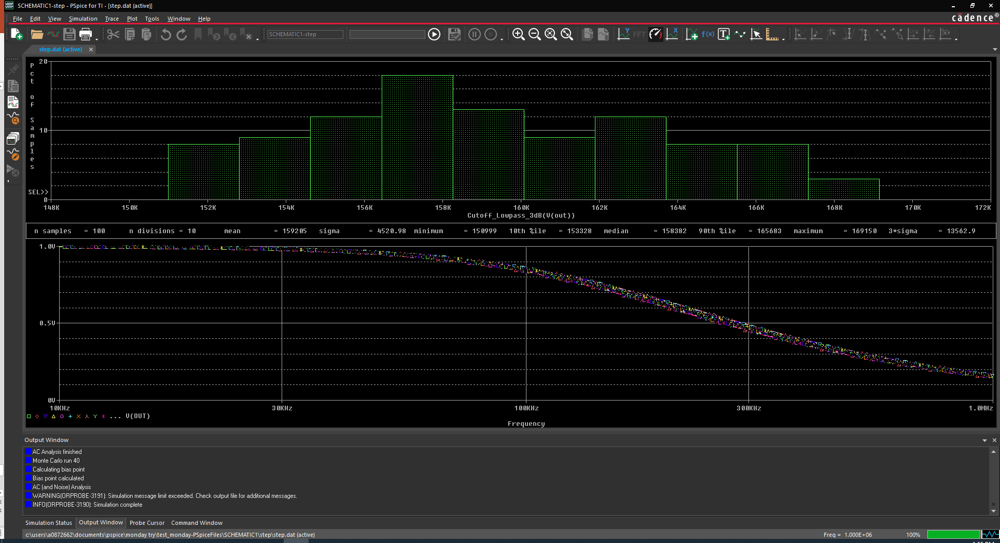 SCHEMATIC1-step - PSpice for TI - [step.dat (active)]
File Edit View Simulation Trace Plot Tools Window Help
cādence®
SCHEMATIC1-step
FFT
f(x)
step.dat (active)
Pct of Samples
20
10
SEL>>
0
148K 150K 152K 154K 156K 158K 160K 162K 164K 166K 168K 170K 172K
Cutoff_Lowpass_3dB(V(out))
n samples = 100 n divisions = 10 mean = 159205 sigma = 4520.98 minimum = 150999 10th %ile = 153328 median = 158382 90th %ile = 165683 maximum = 169150 3*sigma = 13562.9
1.0V
0.5V
0V
10KHz 30KHz 100KHz 300KHz 1.0MHz
... V(OUT)
Frequency
Output Window
AC Analysis finished
Monte Carlo run 40
Calculating bias point
Bias point calculated
AC (and Noise) Analysis
WARNING(ORPROBE-3191): Simulation message limit exceeded. Check output file for additional messages.
INFO(ORPROBE-3190): Simulation complete
Simulation Status Output Window Probe Cursor Command Window
c:\users\a0872662\documents\pspice\monday try\test_monday-PSpiceFiles\SCHEMATIC1\step\step.dat (active) Freq = 1.000E+06 100%